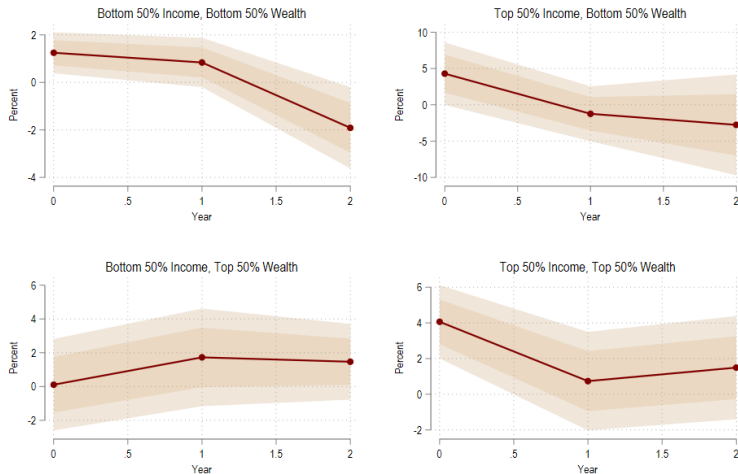 Bottom 50% Income, Bottom 50% Wealth
2
0
-2
-4
Percent
0 .5 1 1.5 2
Year
Top 50% Income, Bottom 50% Wealth
10
5
0
-5
-10
Percent
0 .5 1 1.5 2
Year
Bottom 50% Income, Top 50% Wealth
6
4
2
0
-2
Percent
0 .5 1 1.5 2
Year
Top 50% Income, Top 50% Wealth
6
4
2
0
-2
Percent
0 .5 1 1.5 2
Year